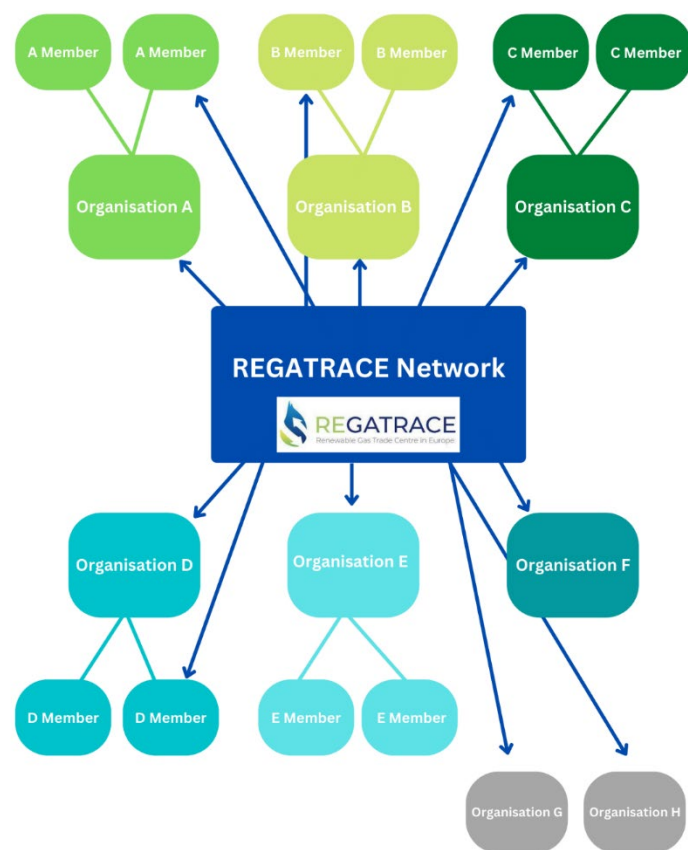 A Member
A Member
B Member
B Member
C Member
C Member
Organisation A
Organisation B
Organisation C
REGATRACE Network
REGATRACE
Renewable Gas Trade Centre in Europe
Organisation D
Organisation E
Organisation F
D Member
D Member
E Member
E Member
Organisation G
Organisation H